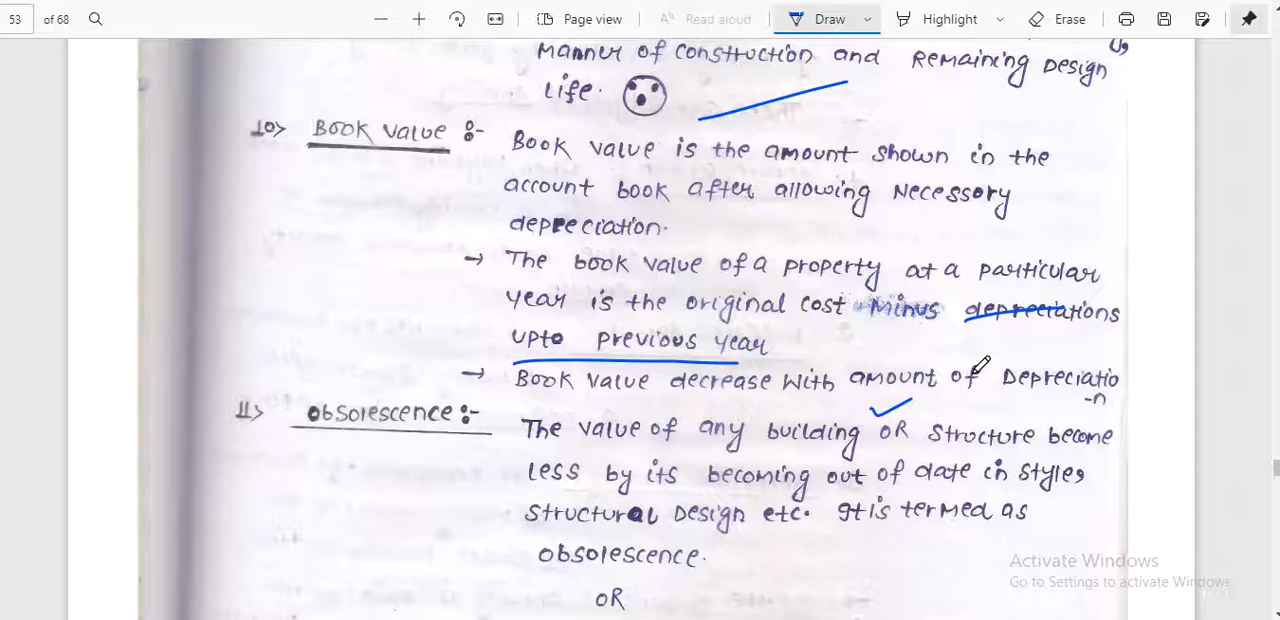 53 of 68 Page view Read aloud Draw Highlight Erase
Manner of construction and Remaining Design
Life.
10> Book value :- Book value is the amount shown in the
account book after allowing Necessory
depreciation.
→ The book value of a property at a particular
year is the original cost Minus depreciations
upto previous year
→ Book value decrease with amount of Depreciatio
-n
11> obsolescence :- The value of any building OR structure become
less by its becoming out of date in style,
structural Design etc. It is termed as
obsolescence.
OR
Activate Windows
Go to Settings to activate Windows